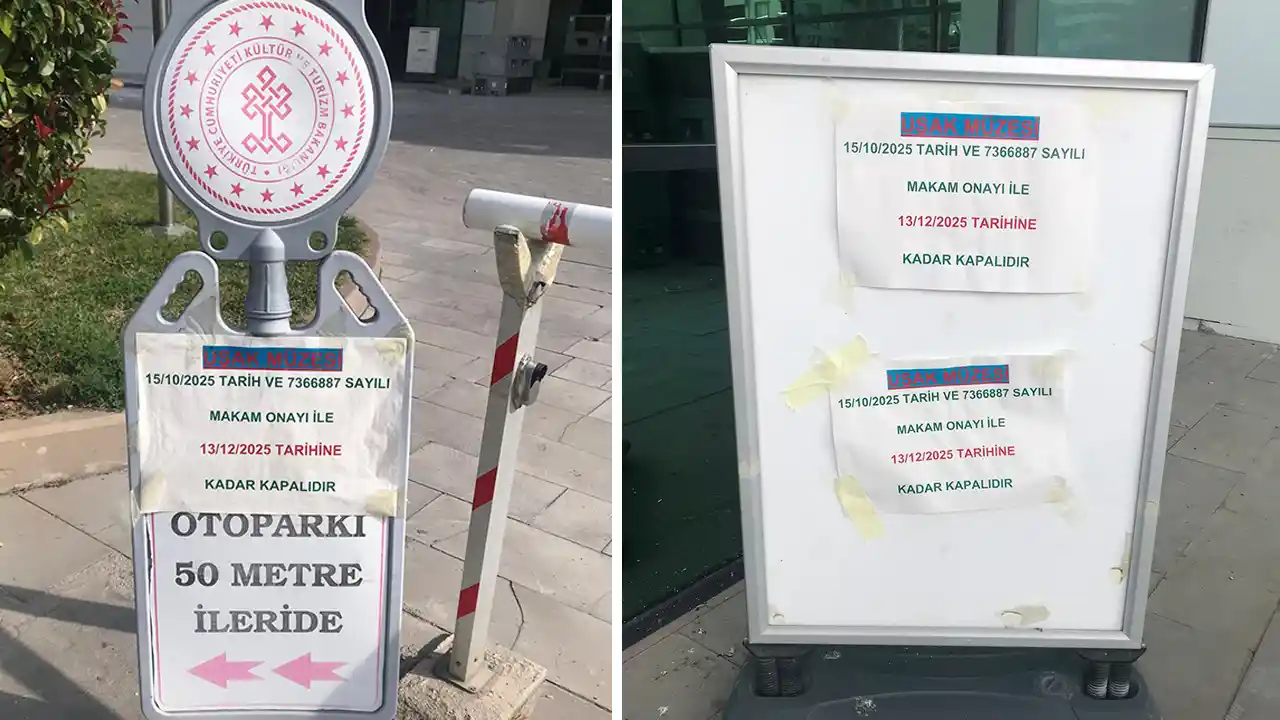 TÜRKİYE CUMHURİYETİ KÜLTÜR VE TURİZM BAKANLIĞI
UŞAK MÜZESİ
15/10/2025 TARİH VE 7366887 SAYILI
MAKAM ONAYI İLE
13/12/2025 TARİHİNE
KADAR KAPALIDIR
OTOPARKI
50 METRE
İLERİDE
UŞAK MÜZESİ
15/10/2025 TARİH VE 7366887 SAYILI
MAKAM ONAYI İLE
13/12/2025 TARİHİNE
KADAR KAPALIDIR
UŞAK MÜZESİ
15/10/2025 TARİH VE 7366887 SAYILI
MAKAM ONAYI İLE
13/12/2025 TARİHİNE
KADAR KAPALIDIR